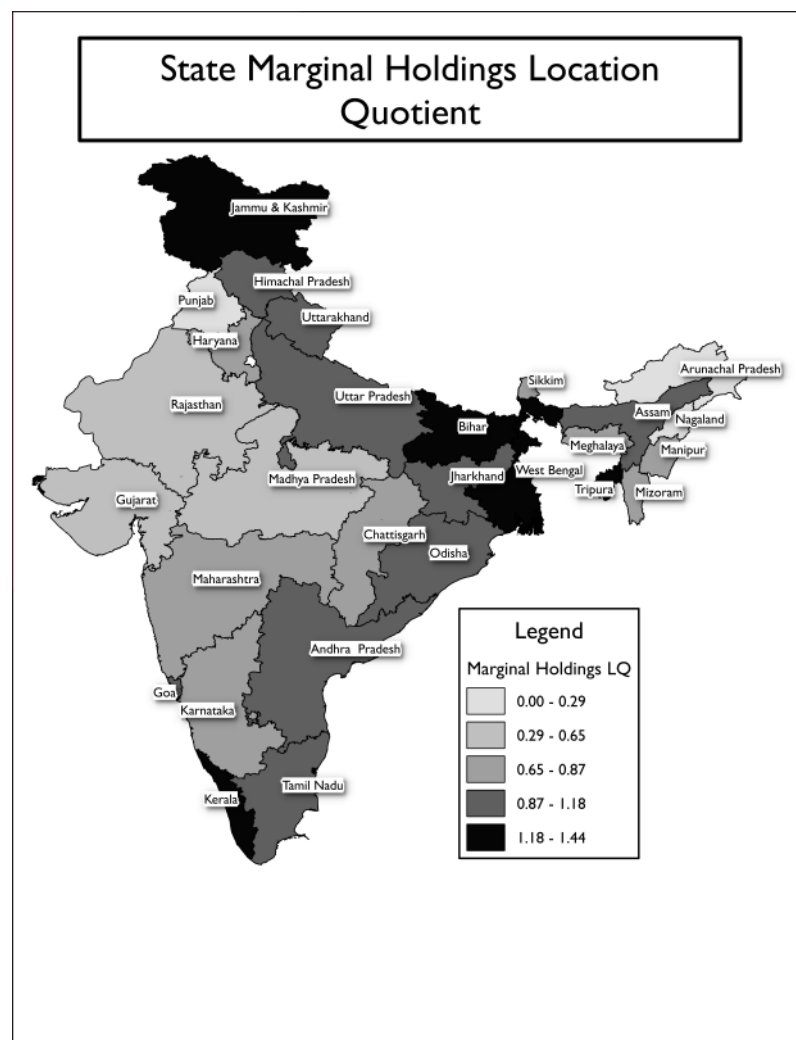 State Marginal Holdings Location
Quotient
Jammu & Kashmir
Himachal Pradesh
Punjab
Uttarakhand
Haryana
Arunachal Pradesh
Sikkim
Uttar Pradesh
Rajasthan
Assam
Nagaland
Bihar
Meghalaya
Manipur
West Bengal
Jharkhand
Madhya Pradesh
Tripura
Mizoram
Gujarat
Chattisgarh
Odisha
Maharashtra
Andhra Pradesh
Goa
Karnataka
Tamil Nadu
Kerala
Legend
Marginal Holdings LQ
0.00 - 0.29
0.29 - 0.65
0.65 - 0.87
0.87 - 1.18
1.18 - 1.44